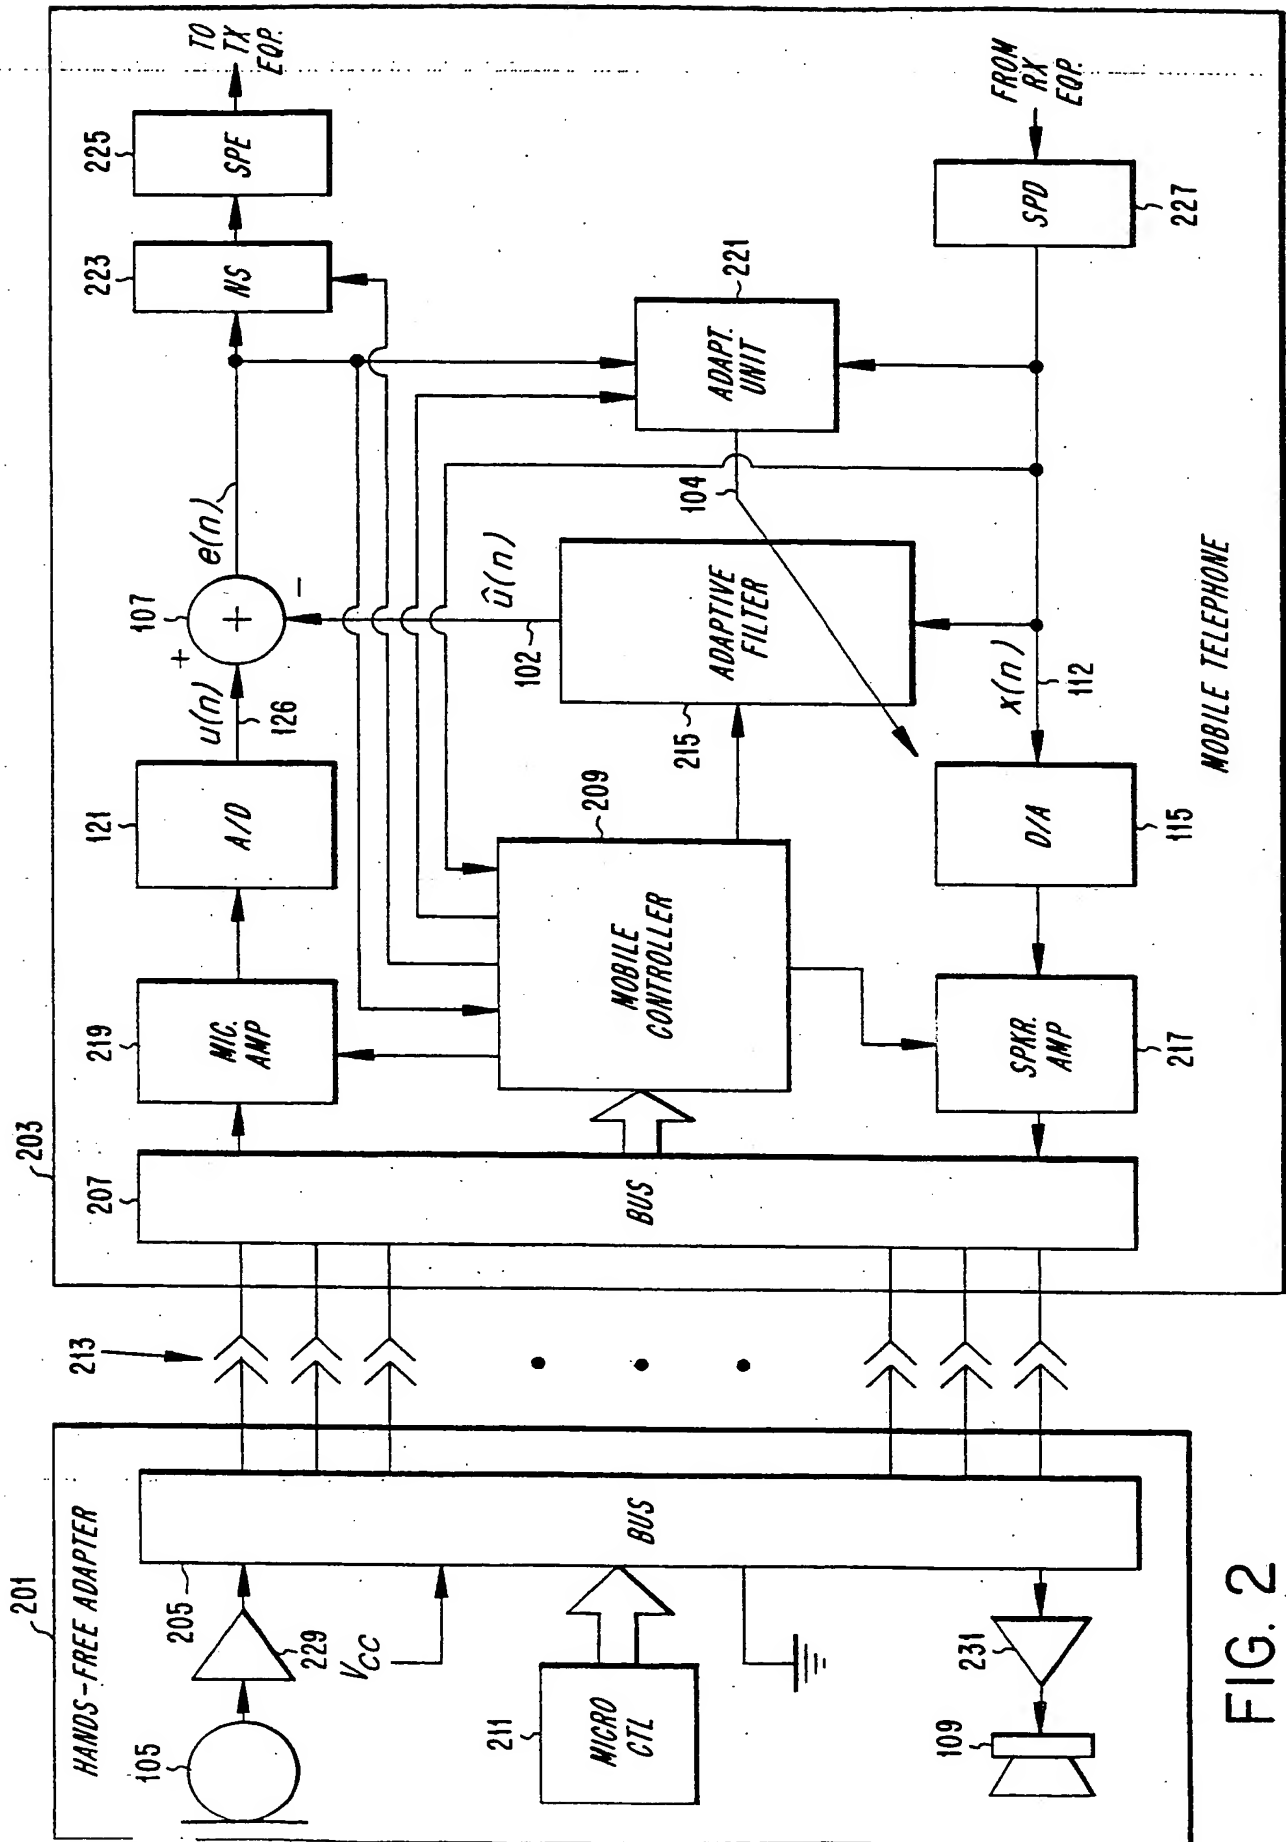 201
HANDS-FREE ADAPTER
105
205
229
VCC
211
MICRO
CTL
BUS
231
109
213
203
207
BUS
219
MIC.
AMP
121
A/D
u(n)
126
107
+
+
−
e(n)
223
NS
225
SPE
TO
TX
EQP.
102
û(n)
104
221
ADAPT.
UNIT
209
MOBILE
CONTROLLER
215
ADAPTIVE
FILTER
SPKR.
AMP
217
D/A
115
x(n)
112
SPD
227
FROM
RX
EQP.
MOBILE TELEPHONE
FIG. 2